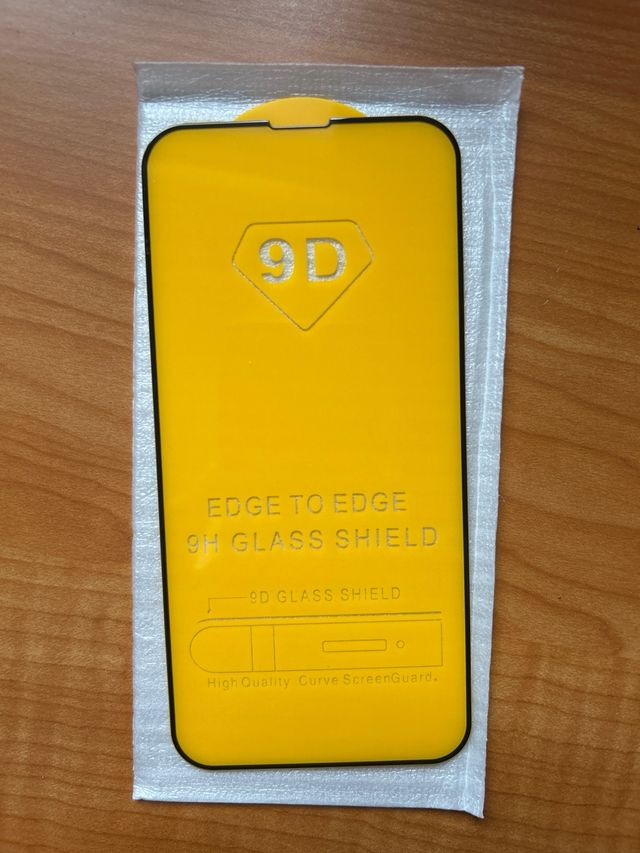 9D
EDGE TO EDGE
9H GLASS SHIELD
9D GLASS SHIELD
High Quality Curve ScreenGuard.